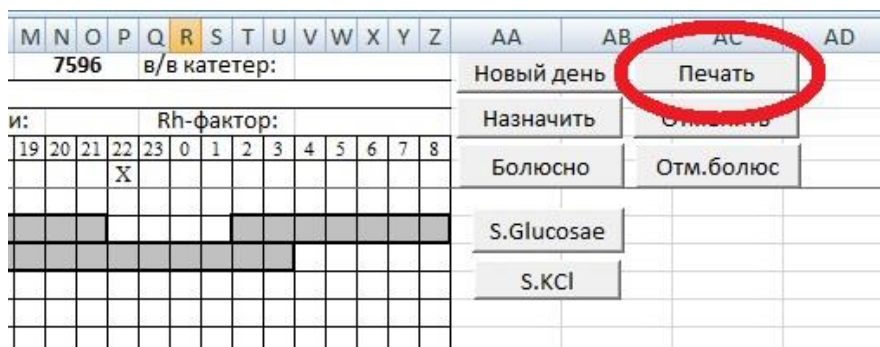 M N O P Q R S T U V W X Y Z AA AB AC AD
7596 в/в катетер: Новый день Печать
и: Rh-фактор: Назначить Отменить
19 20 21 22 23 0 1 2 3 4 5 6 7 8
X Болюсно Отм.болюс
S.Glucosae
S.KCl